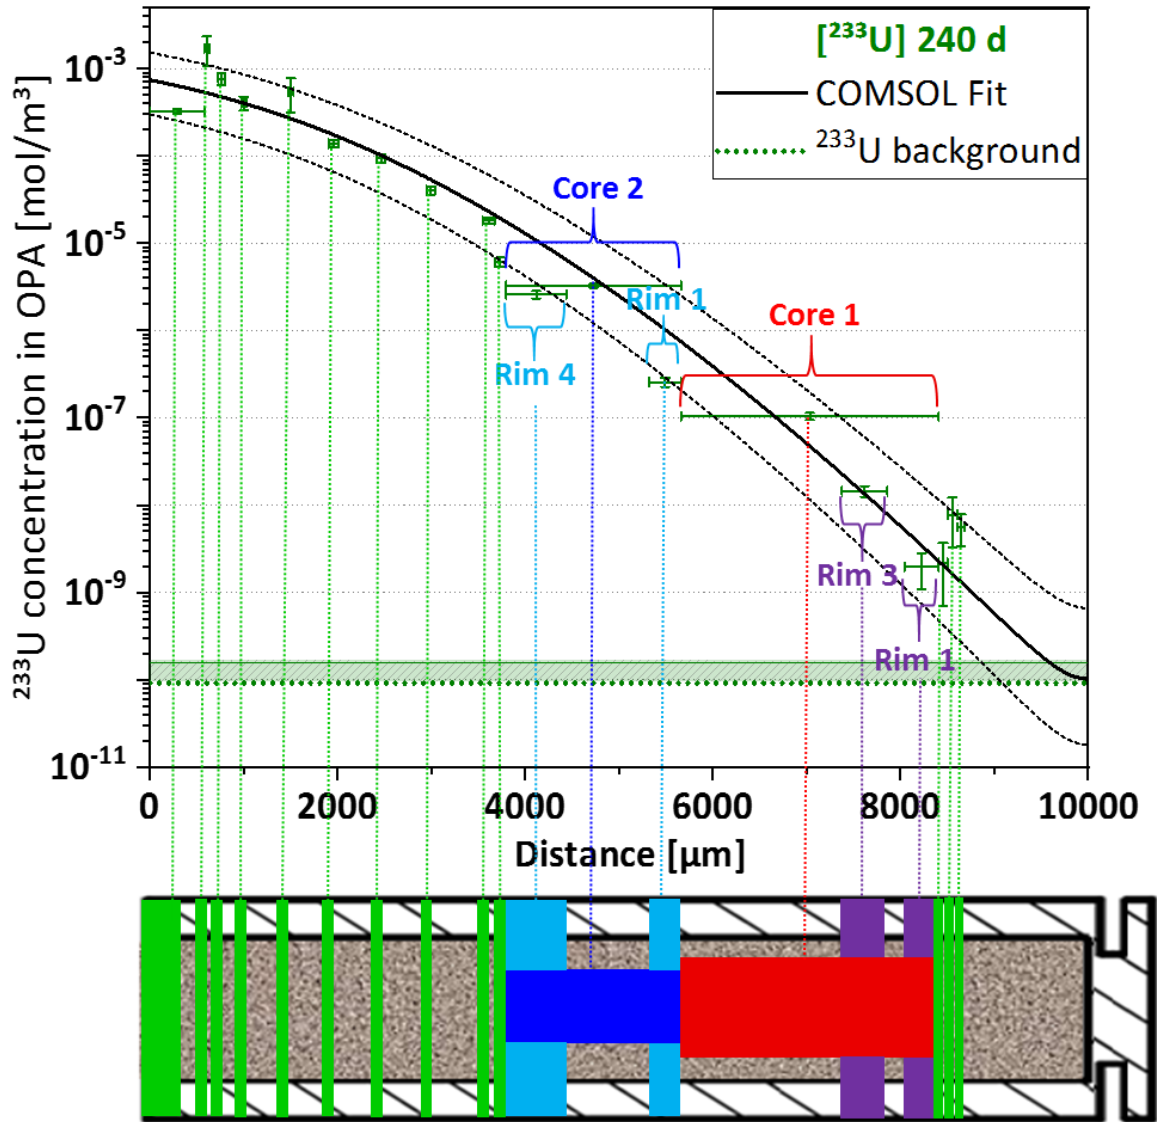 [²³³U] 240 d
COMSOL Fit
²³³U background
²³³U concentration in OPA [mol/m³]
10⁻³
10⁻⁵
10⁻⁷
10⁻⁹
10⁻¹¹
Core 2
Rim 1
Core 1
Rim 4
Rim 3
Rim 1
0 2000 4000 6000 8000 10000
Distance [µm]